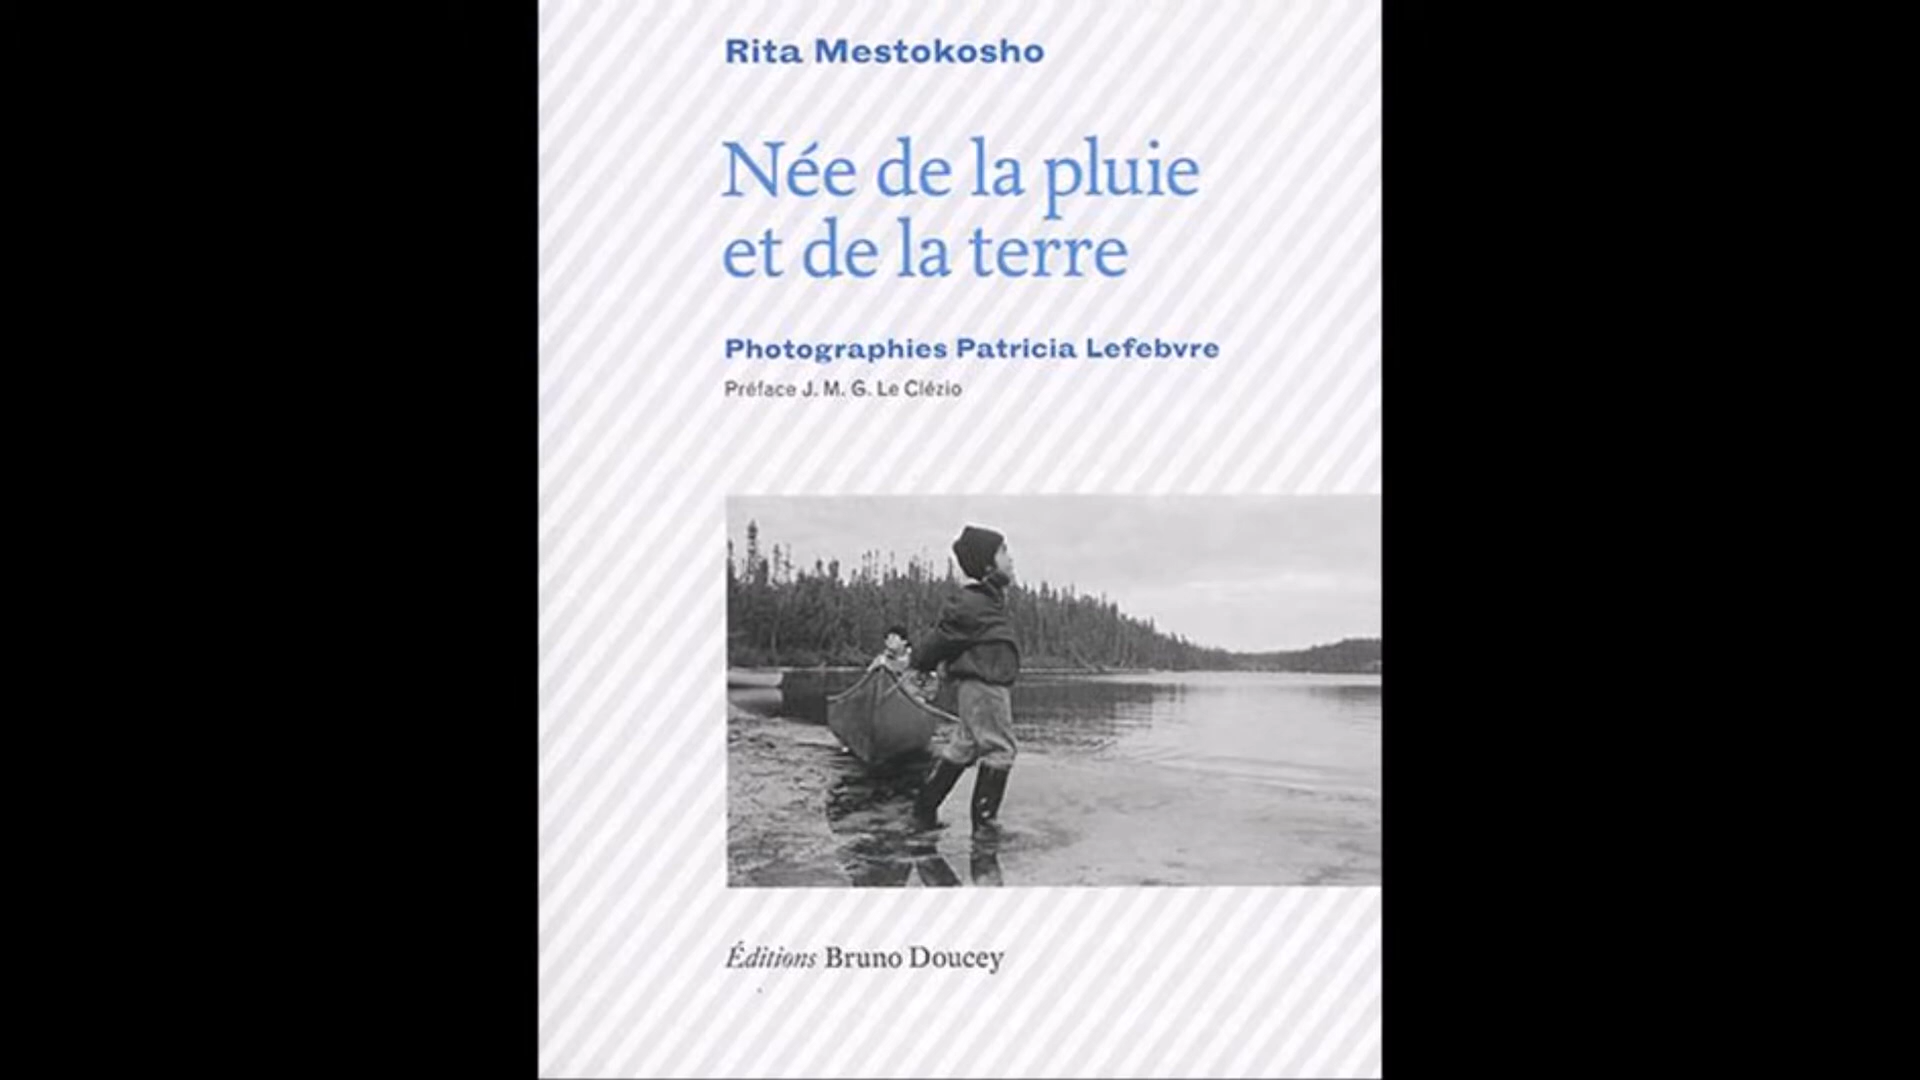 Rita Mestokosho
Née de la pluie
et de la terre
Photographies Patricia Lefebvre
Préface J. M. G. Le Clézio
Éditions Bruno Doucey